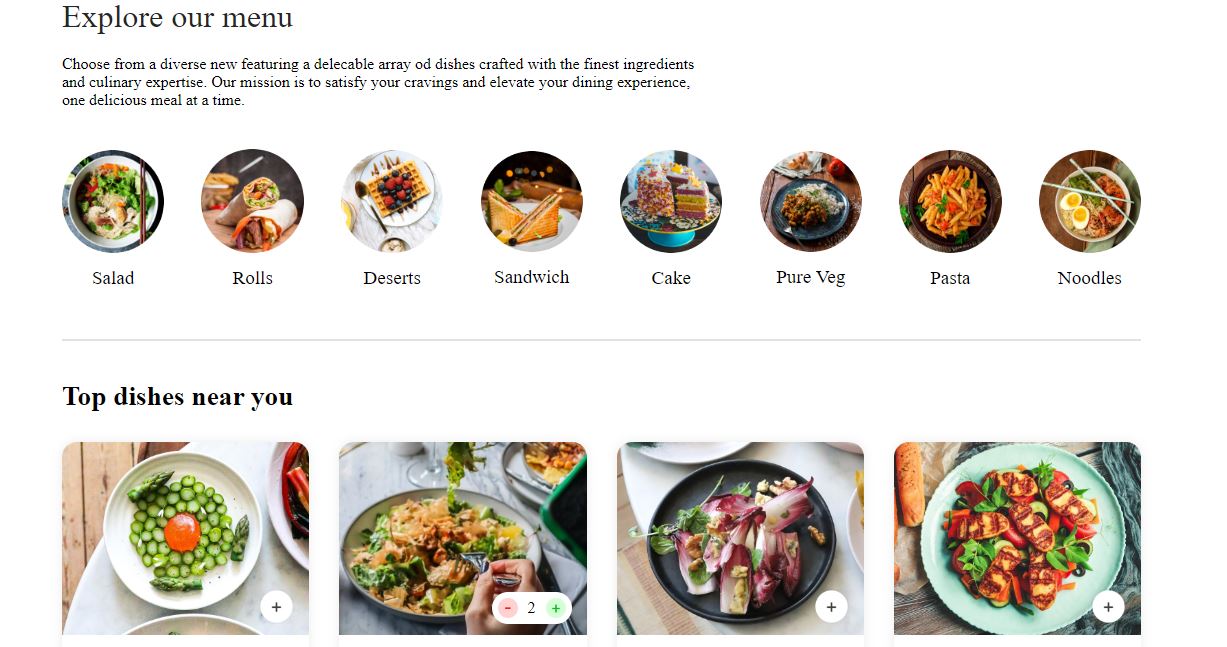 Explore our menu
Choose from a diverse new featuring a delecable array od dishes crafted with the finest ingredients
and culinary expertise. Our mission is to satisfy your cravings and elevate your dining experience,
one delicious meal at a time.
Salad Rolls Deserts Sandwich Cake Pure Veg Pasta Noodles
Top dishes near you
+ - 2 + + +